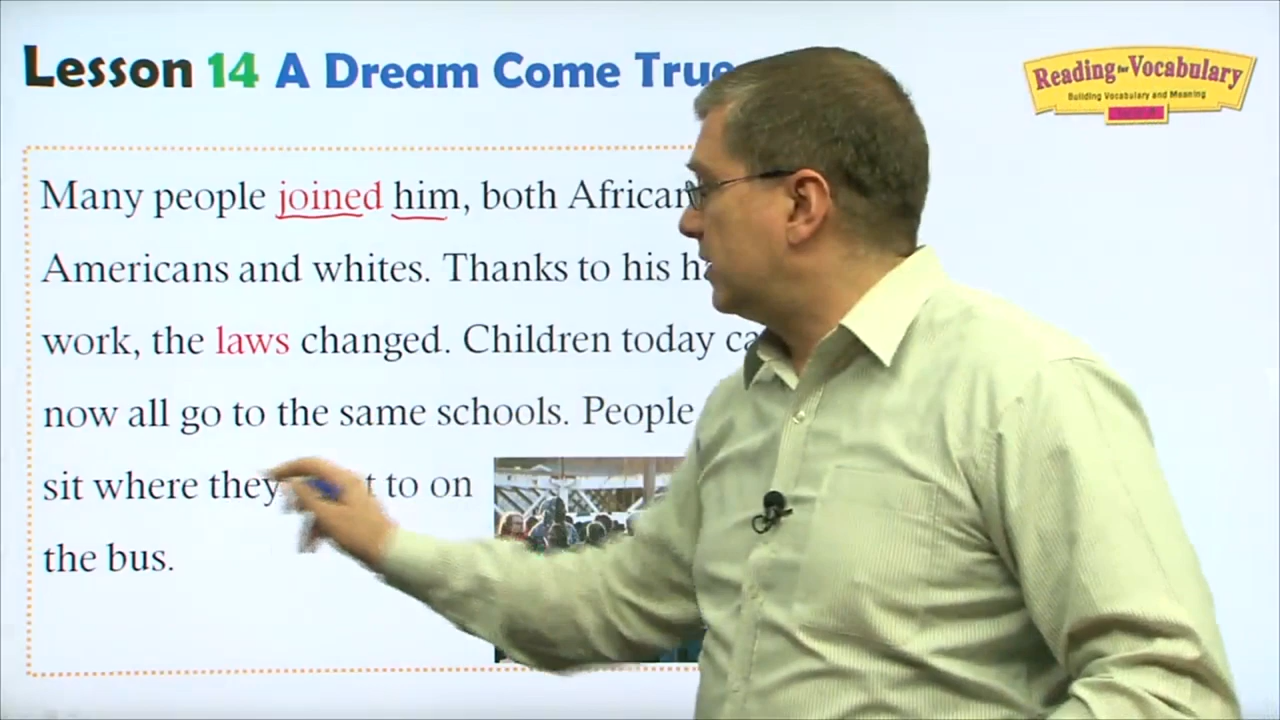 Lesson 14 A Dream Come True
Reading for Vocabulary
Building Vocabulary and Meaning
Many people joined him, both African
Americans and whites. Thanks to his
work, the laws changed. Children today
now all go to the same schools. People
sit where they to on
the bus.